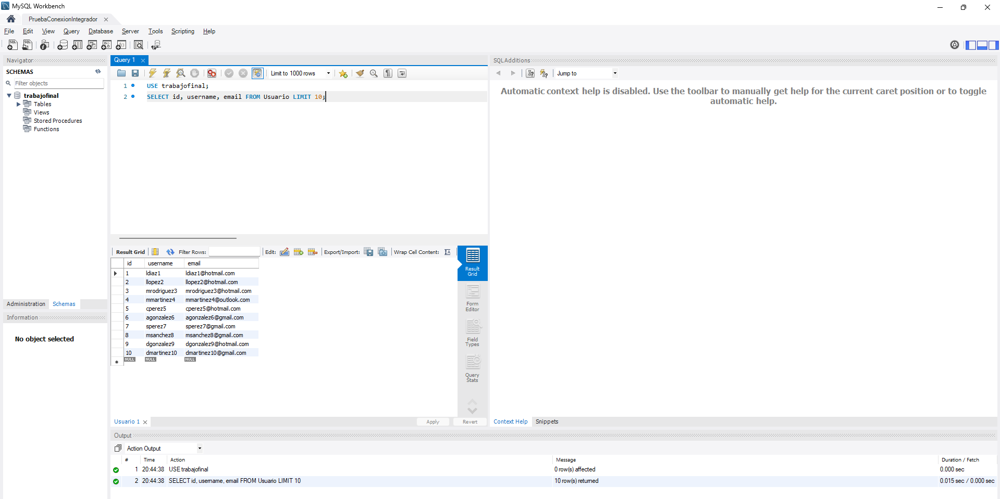 MySQL Workbench
PruebaConexionIntegrador
File Edit View Query Database Server Tools Scripting Help
Navigator
SCHEMAS
Filter objects
trabajofinal
Tables
Views
Stored Procedures
Functions
Administration Schemas
Information
No object selected
Query 1
Limit to 1000 rows
1 USE trabajofinal;
2 SELECT id, username, email FROM Usuario LIMIT 10;
Result Grid Filter Rows: Edit: Export/Import: Wrap Cell Content:
id username email
1 ldiaz1 ldiaz1@hotmail.com
2 llopez2 llopez2@hotmail.com
3 mrodriguez3 mrodriguez3@hotmail.com
4 mmartinez4 mmartinez4@outlook.com
5 cperez5 cperez5@hotmail.com
6 agonzalez6 agonzalez6@gmail.com
7 sperez7 sperez7@gmail.com
8 msanchez8 msanchez8@gmail.com
9 dgonzalez9 dgonzalez9@hotmail.com
10 dmartinez10 dmartinez10@gmail.com
NULL NULL NULL
Result
Grid
Form
Editor
Field
Types
Query
Stats
Usuario 1 Apply Revert
SQLAdditions
Jump to
Automatic context help is disabled. Use the toolbar to manually get help for the current caret position or to toggle
automatic help.
Context Help Snippets
Output
Action Output
# Time Action Message Duration / Fetch
1 20:44:38 USE trabajofinal 0 row(s) affected 0.000 sec
2 20:44:38 SELECT id, username, email FROM Usuario LIMIT 10 10 row(s) returned 0.015 sec / 0.000 sec